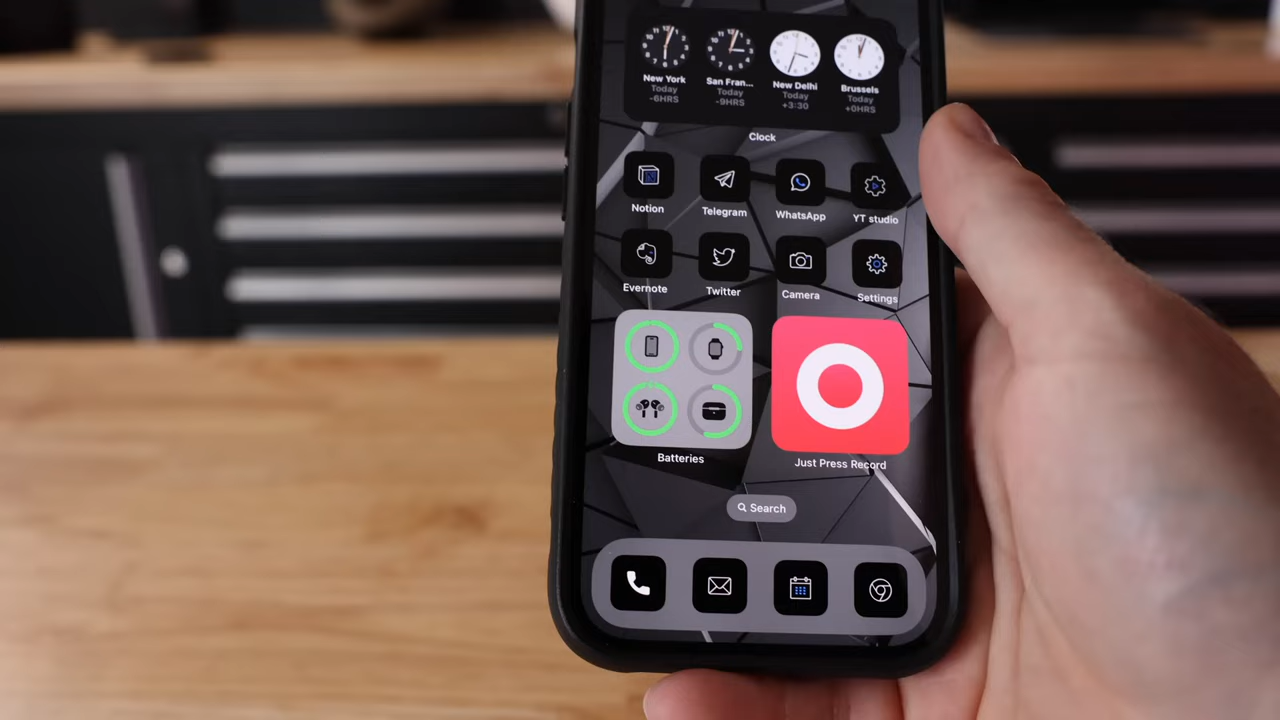 New York San Fran... New Delhi Brussels
Today Today Today Today
-6HRS -9HRS +3:30 +0HRS
Clock
Notion Telegram WhatsApp YT studio
Evernote Twitter Camera Settings
Batteries Just Press Record
Search